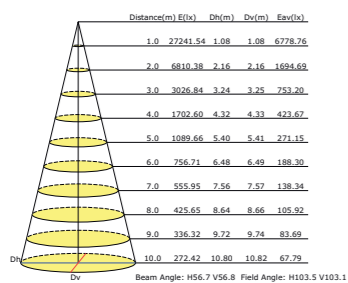 Distance(m) E(lx) Dh(m) Dv(m) Eav(lx)
1.0 27241.54 1.08 1.08 6778.76
2.0 6810.38 2.16 2.16 1694.69
3.0 3026.84 3.24 3.25 753.20
4.0 1702.60 4.32 4.33 423.67
5.0 1089.66 5.40 5.41 271.15
6.0 756.71 6.48 6.49 188.30
7.0 555.95 7.56 7.57 138.34
8.0 425.65 8.64 8.66 105.92
9.0 336.32 9.72 9.74 83.69
Dh 10.0 272.42 10.80 10.82 67.79
Dv Beam Angle: H56.7 V56.8 Field Angle: H103.5 V103.1